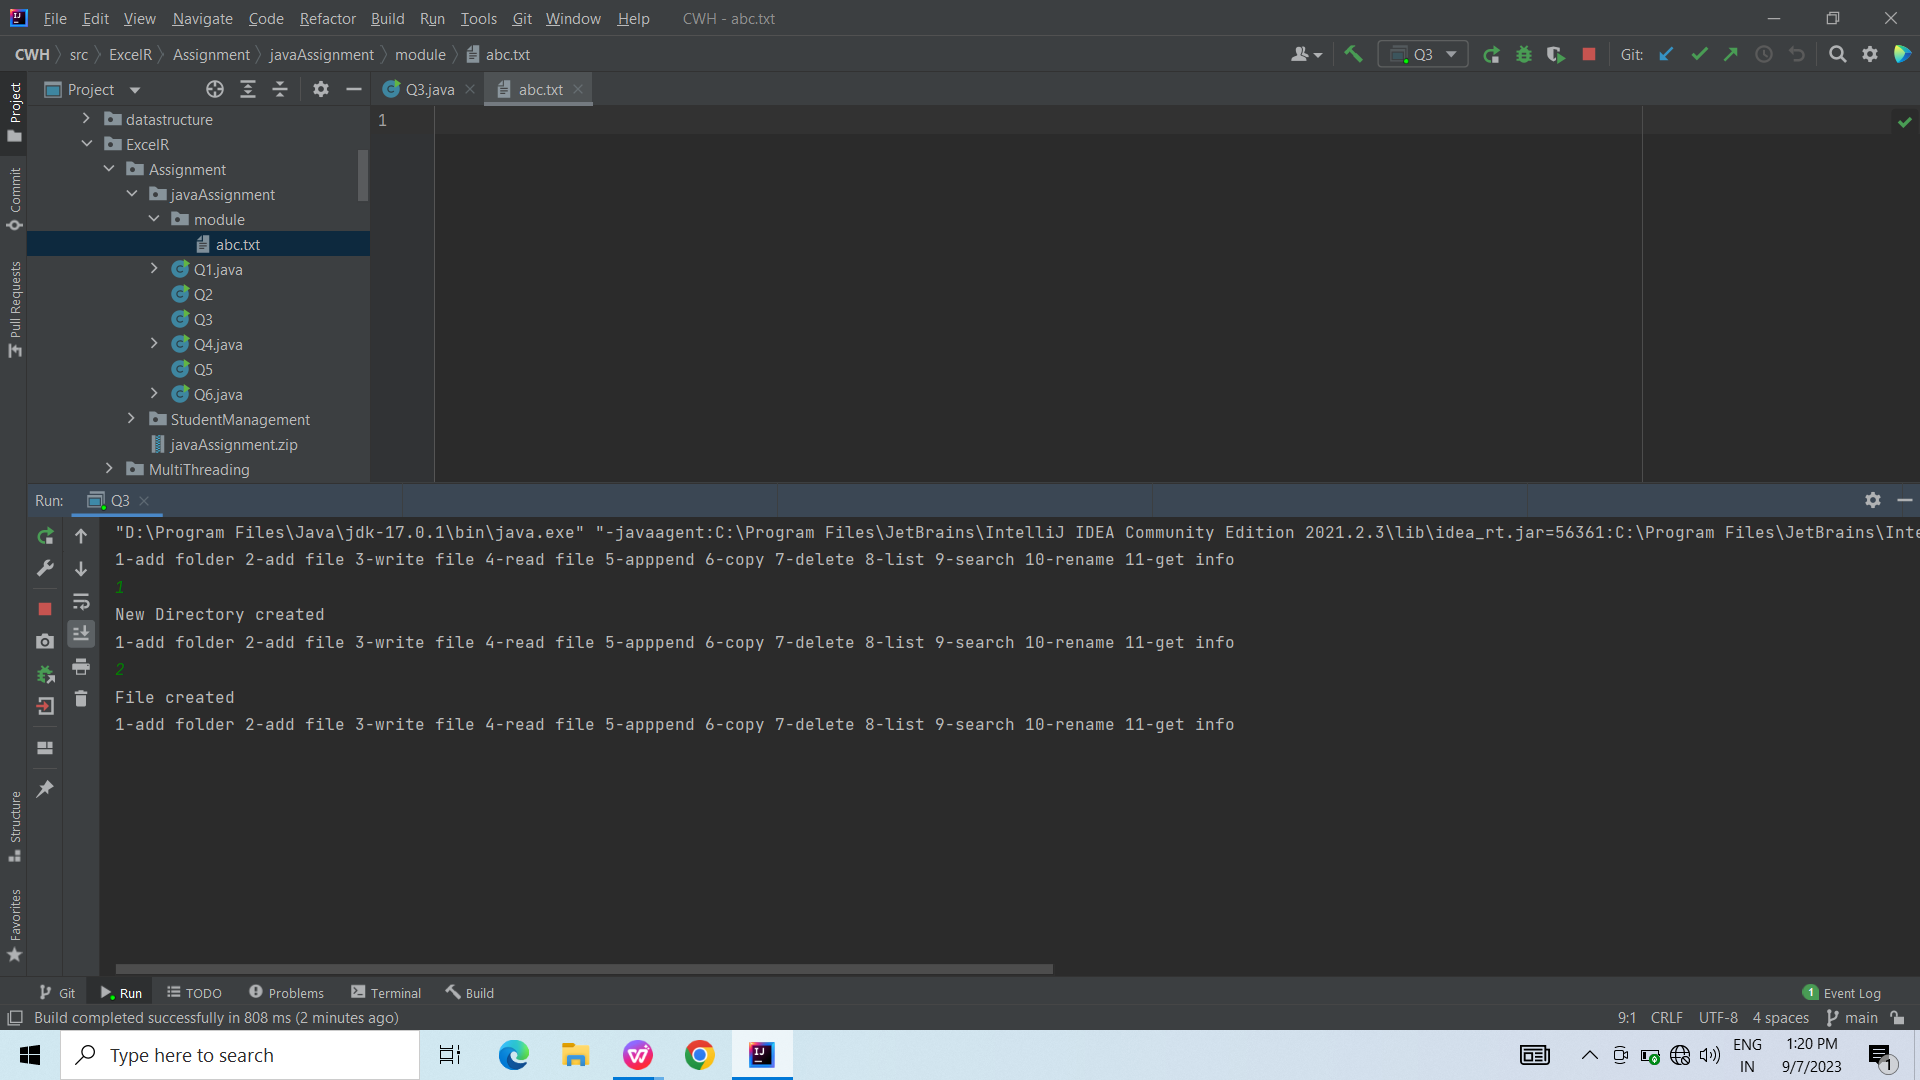 File Edit View Navigate Code Refactor Build Run Tools Git Window Help CWH - abc.txt
CWH src ExcelR Assignment javaAssignment module abc.txt Q3 Git:
Project
Project
Q3.java abc.txt
1
datastructure
ExcelR
Assignment
javaAssignment
module
abc.txt
Q1.java
Q2
Q3
Q4.java
Q5
Q6.java
StudentManagement
javaAssignment.zip
MultiThreading
Commit
Pull Requests
Run: Q3
"D:\Program Files\Java\jdk-17.0.1\bin\java.exe" "-javaagent:C:\Program Files\JetBrains\IntelliJ IDEA Community Edition 2021.2.3\lib\idea_rt.jar=56361:C:\Program Files\JetBrains\Inte
1-add folder 2-add file 3-write file 4-read file 5-apppend 6-copy 7-delete 8-list 9-search 10-rename 11-get info
1
New Directory created
1-add folder 2-add file 3-write file 4-read file 5-apppend 6-copy 7-delete 8-list 9-search 10-rename 11-get info
2
File created
1-add folder 2-add file 3-write file 4-read file 5-apppend 6-copy 7-delete 8-list 9-search 10-rename 11-get info
Structure
Favorites
Git Run TODO Problems Terminal Build 1 Event Log
Build completed successfully in 808 ms (2 minutes ago) 9:1 CRLF UTF-8 4 spaces main
Type here to search
ENG
IN
1:20 PM
9/7/2023
1